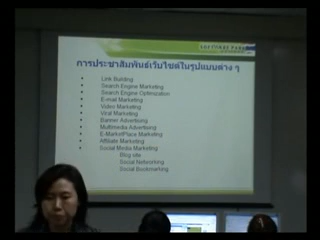 SOFTWARE PARK
การประชาสัมพันธ์เว็บไซต์ในรูปแบบต่าง ๆ
Link Building
Search Engine Marketing
Search Engine Optimization
E-mail Marketing
Video Marketing
Viral Marketing
Banner Advertising
Multimedia Advertising
E-MarketPlace Marketing
Affiliate Marketing
Social Media Marketing
Blog site
Social Networking
Social Bookmarking